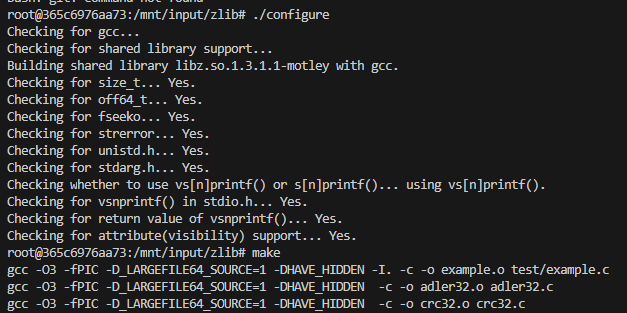 bash: git: command not found
root@365c6976aa73:/mnt/input/zlib# ./configure
Checking for gcc...
Checking for shared library support...
Building shared library libz.so.1.3.1.1-motley with gcc.
Checking for size_t... Yes.
Checking for off64_t... Yes.
Checking for fseeko... Yes.
Checking for strerror... Yes.
Checking for unistd.h... Yes.
Checking for stdarg.h... Yes.
Checking whether to use vs[n]printf() or s[n]printf()... using vs[n]printf().
Checking for vsnprintf() in stdio.h... Yes.
Checking for return value of vsnprintf()... Yes.
Checking for attribute(visibility) support... Yes.
root@365c6976aa73:/mnt/input/zlib# make
gcc -O3 -fPIC -D_LARGEFILE64_SOURCE=1 -DHAVE_HIDDEN -I. -c -o example.o test/example.c
gcc -O3 -fPIC -D_LARGEFILE64_SOURCE=1 -DHAVE_HIDDEN  -c -o adler32.o adler32.c
gcc -O3 -fPIC -D_LARGEFILE64_SOURCE=1 -DHAVE_HIDDEN  -c -o crc32.o crc32.c